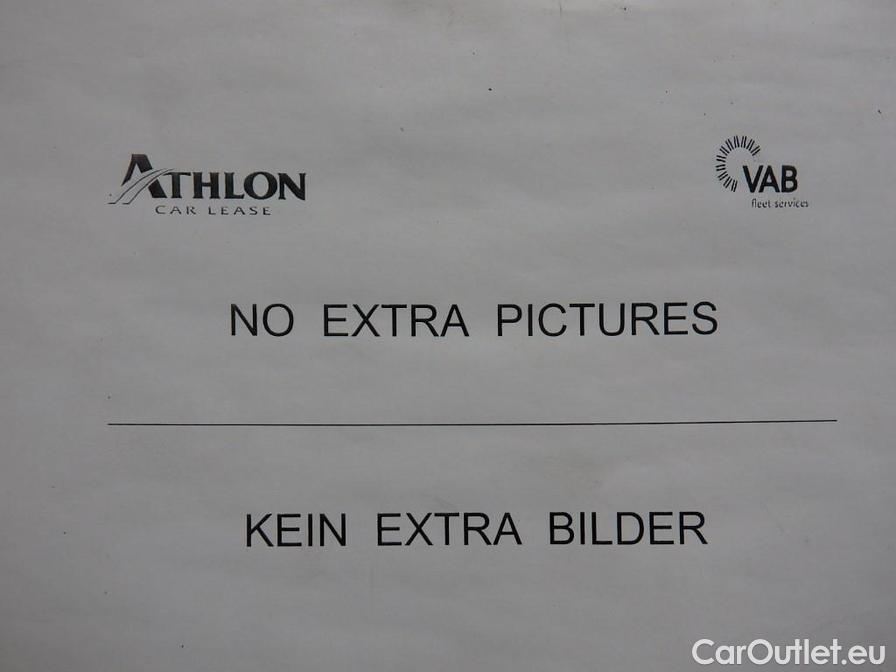 ATHLON
CAR LEASE
VAB
fleet services
NO EXTRA PICTURES
KEIN EXTRA BILDER
CarOutlet.eu